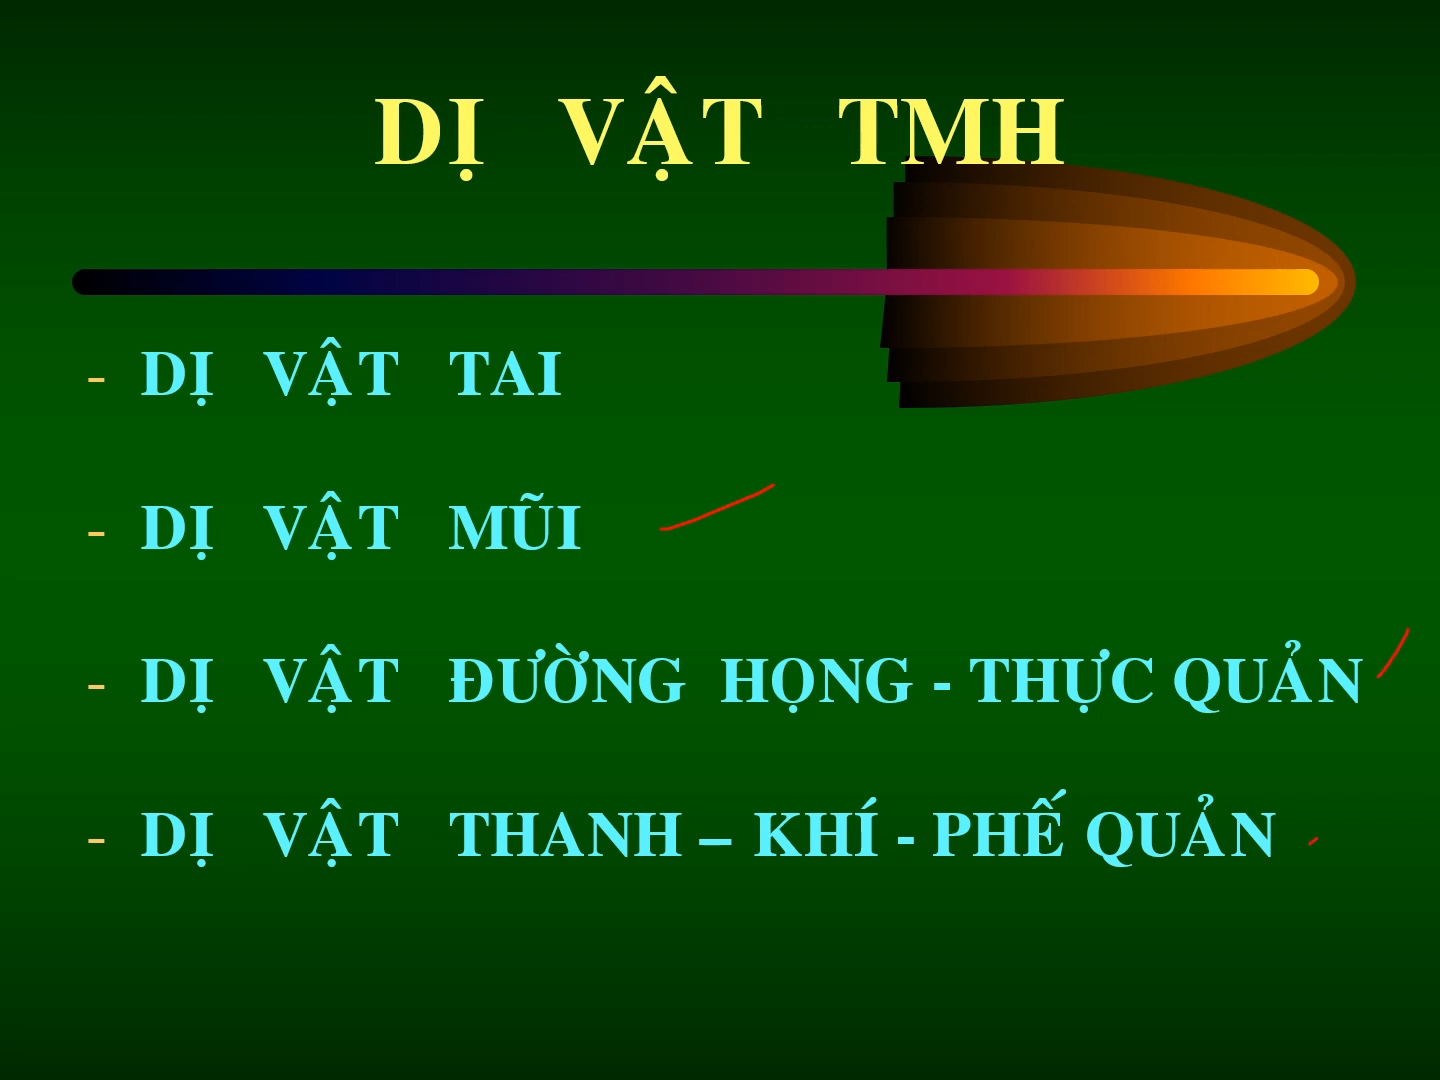 DỊ VẬT TMH
- DỊ VẬT TAI
- DỊ VẬT MŨI
- DỊ VẬT ĐƯỜNG HỌNG - THỰC QUẢN
- DỊ VẬT THANH – KHÍ - PHẾ QUẢN